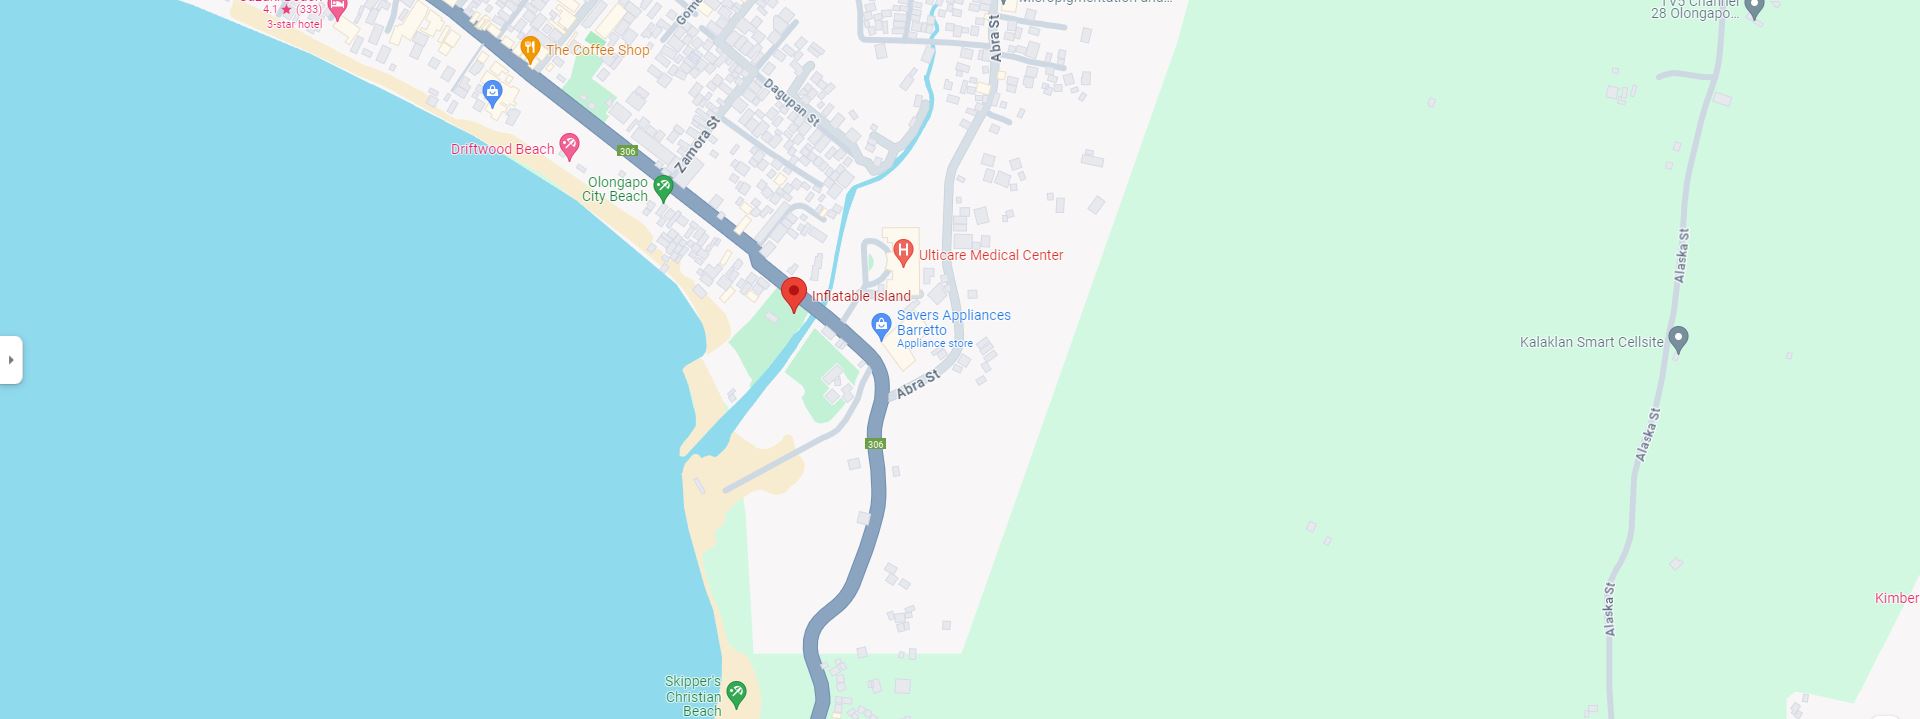 4.1 ★ (333)
3-star hotel
The Coffee Shop
Driftwood Beach
306
Olongapo
City Beach
Zamora St
Dagupan St
Abra St
28 Olongapo...
TV5 Channel
Ulticare Medical Center
Inflatable Island
Savers Appliances
Barretto
Appliance store
Abra St
306
Alaska St
Kalaklan Smart Cellsite
Alaska St
Alaska St
Kimber
Skipper's
Christian
Beach